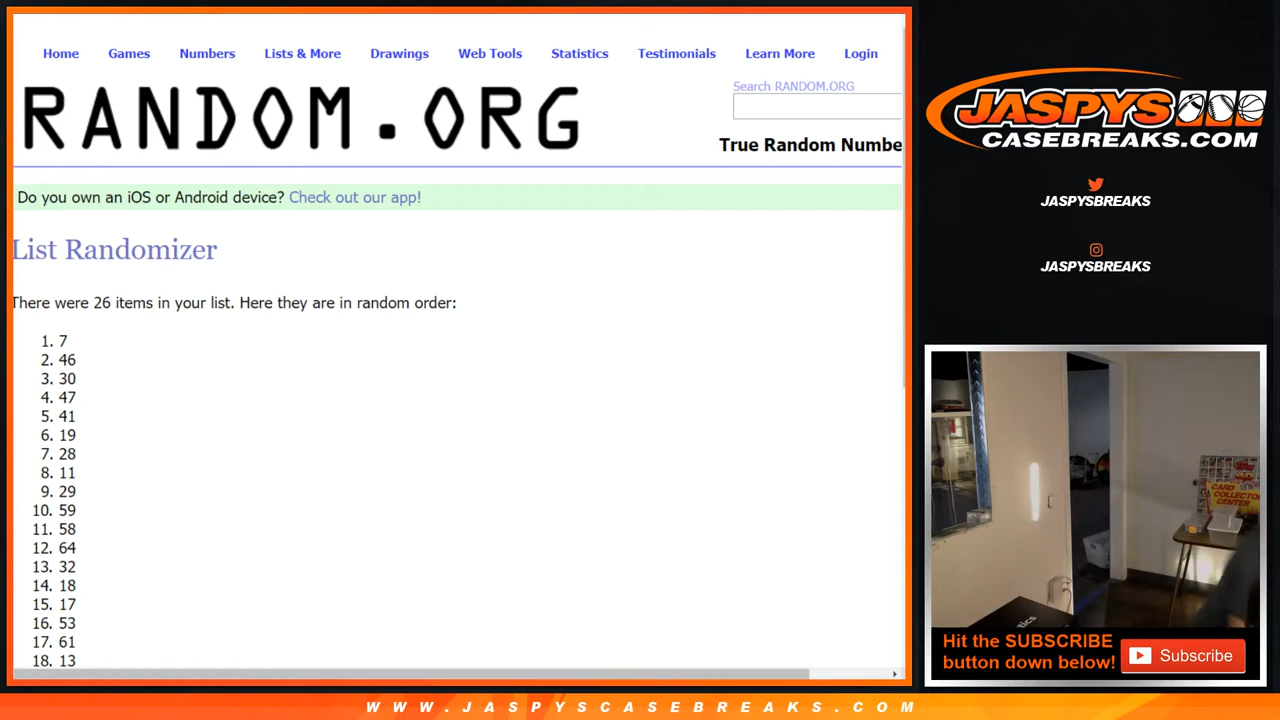 Home Games Numbers Lists & More Drawings Web Tools Statistics Testimonials Learn More Login
RANDOM.ORG
Search RANDOM.ORG
True Random Numbe
Do you own an iOS or Android device? Check out our app!
List Randomizer
There were 26 items in your list. Here they are in random order:
1. 7
2. 46
3. 30
4. 47
5. 41
6. 19
7. 28
8. 11
9. 29
10. 59
11. 58
12. 64
13. 32
14. 18
15. 17
16. 53
17. 61
18. 13
JASPYS
CASEBREAKS.COM
JASPYSBREAKS
JASPYSBREAKS
CARD
COLLECTOR
CENTER
Hit the SUBSCRIBE
button down below!
Subscribe
WWW.JASPYSCASEBREAKS.COM